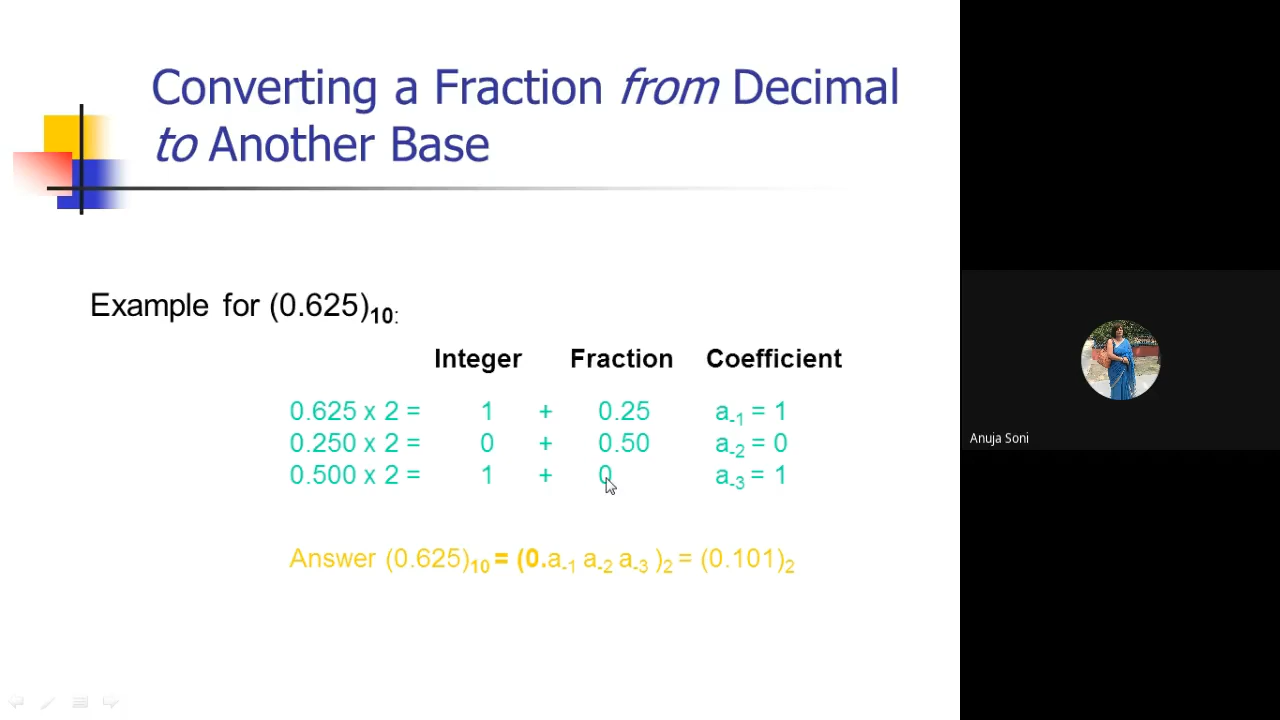 Converting a Fraction from Decimal
to Another Base
Example for (0.625)10:
Integer Fraction Coefficient
0.625 x 2 = 1 + 0.25 a-1 = 1
0.250 x 2 = 0 + 0.50 a-2 = 0
0.500 x 2 = 1 + 0 a-3 = 1
Answer (0.625)10 = (0.a-1 a-2 a-3 )2 = (0.101)2
Anuja Soni